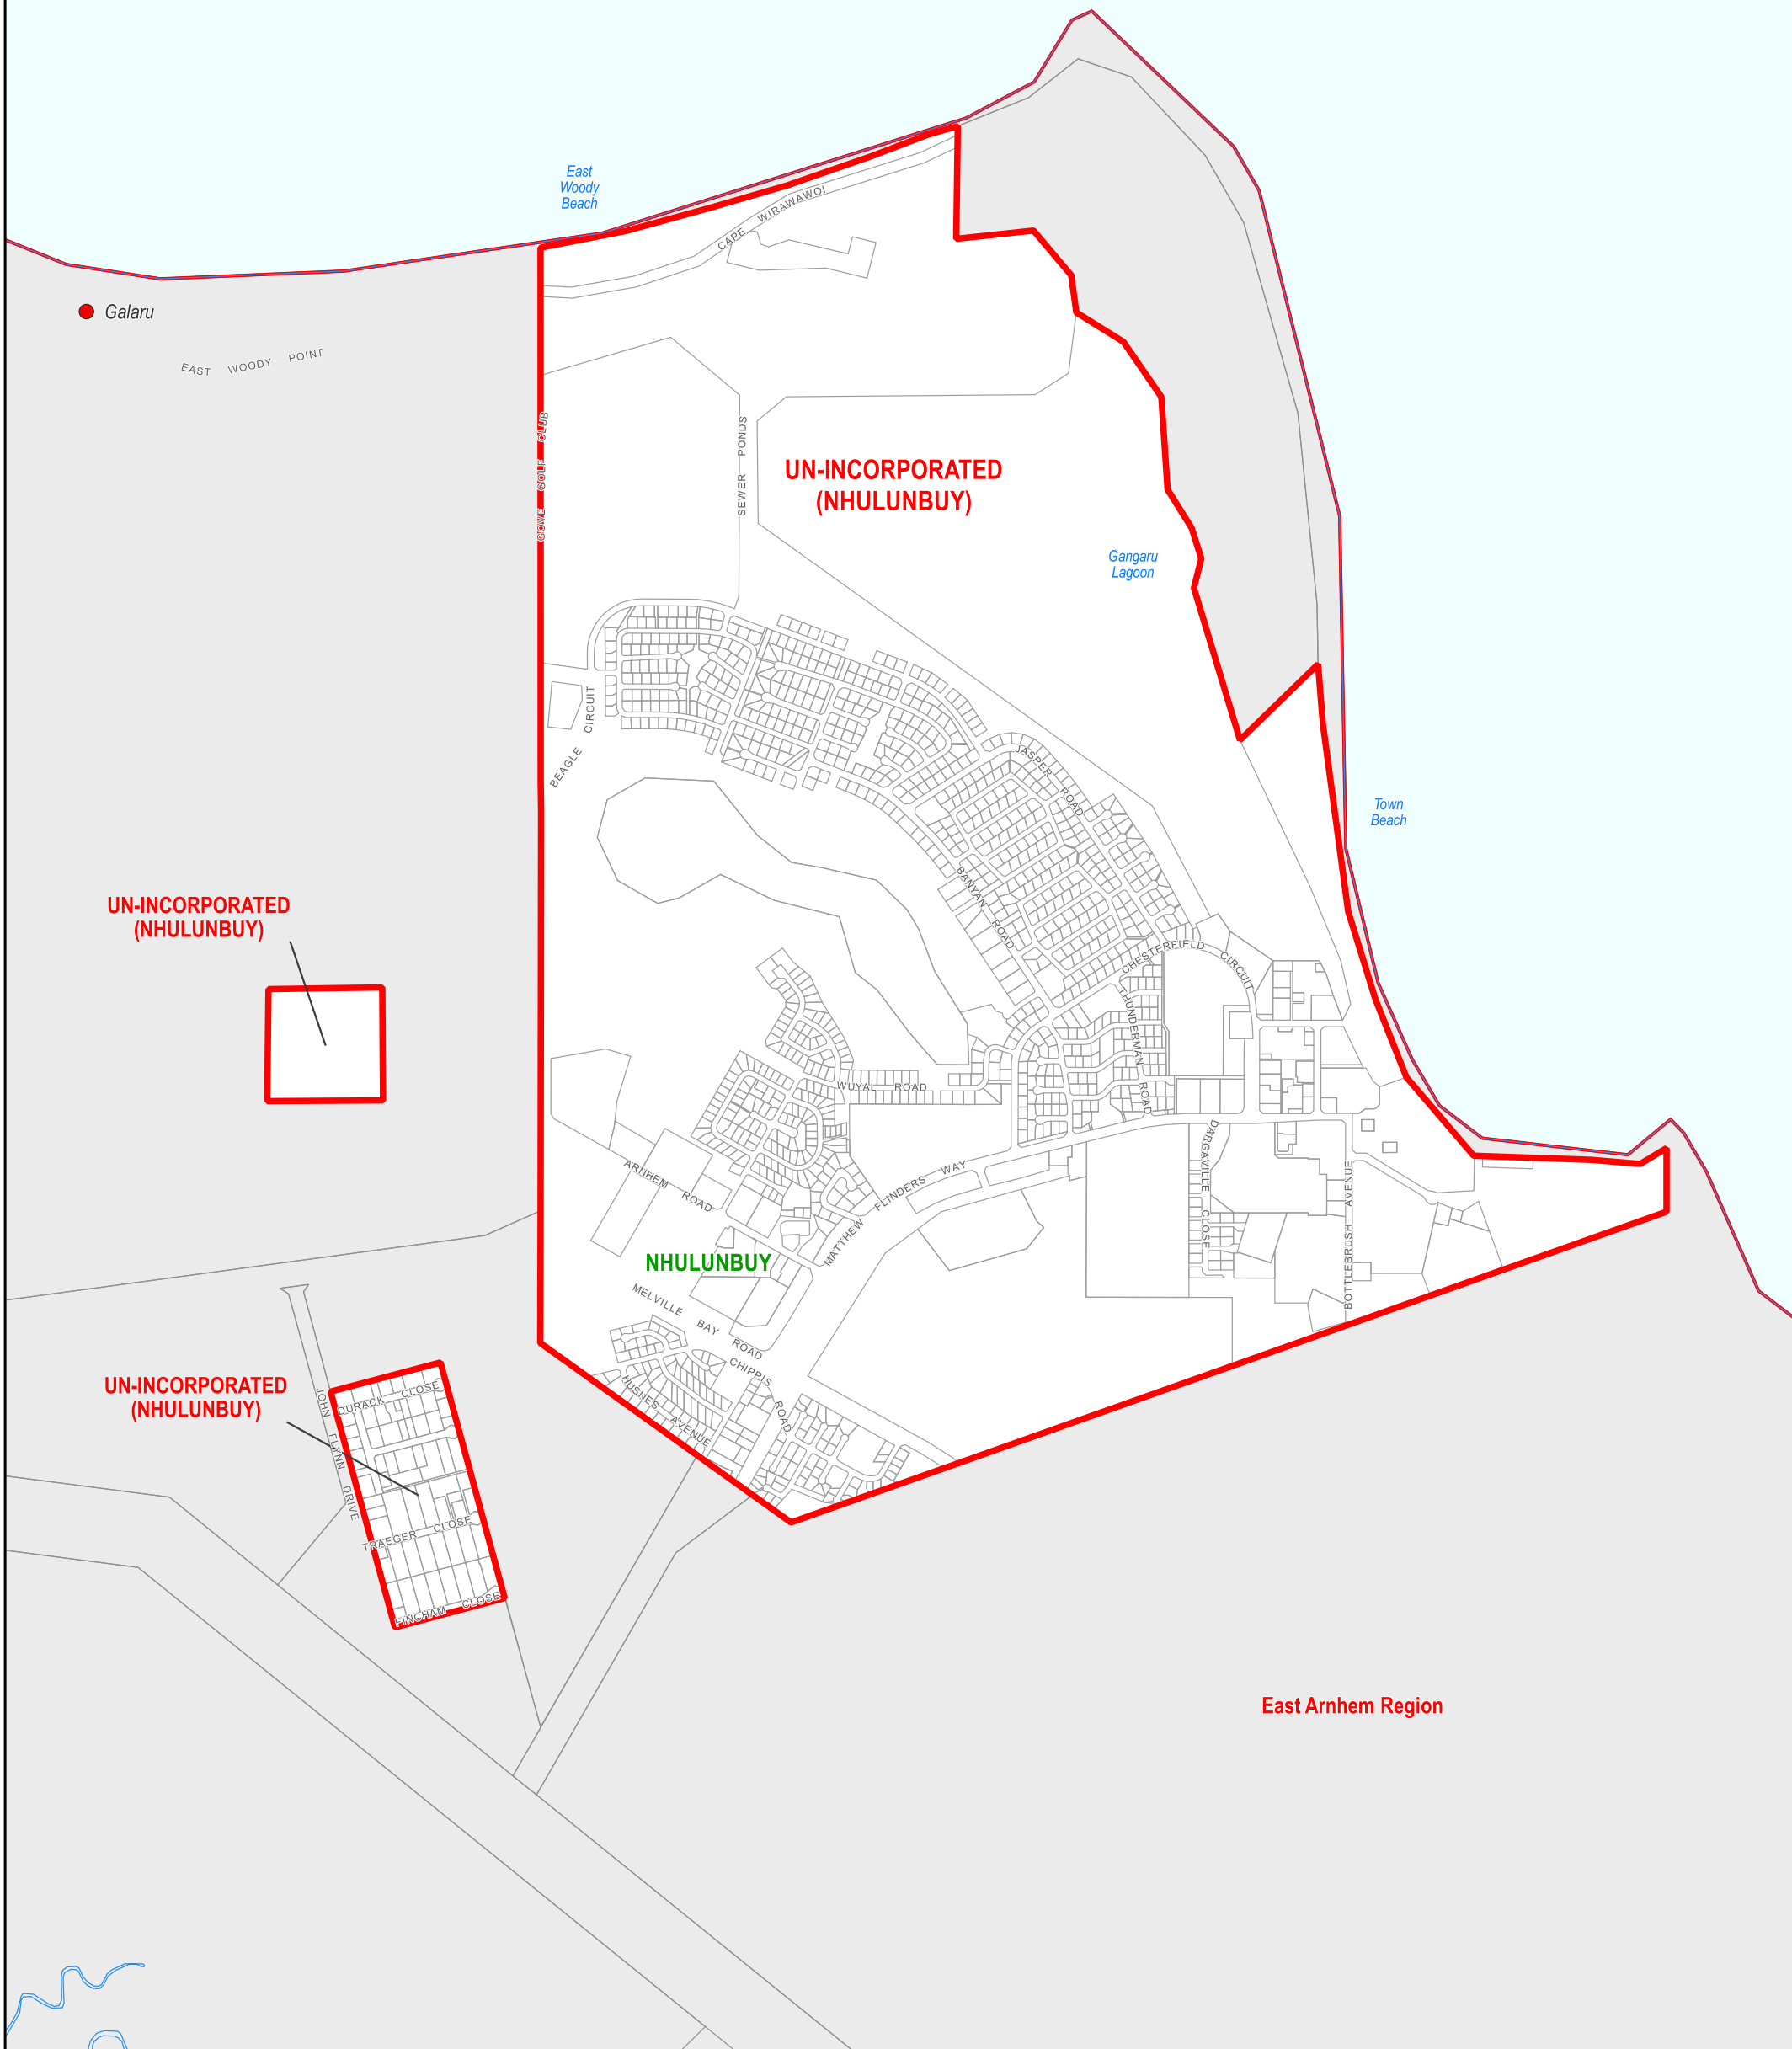 East
Woody
Beach
CAPE WIRAWAWOI
Galaru
EAST WOODY POINT
GOVE GOLF CLUB
SEWER PONDS
UN-INCORPORATED
(NHULUNBUY)
Gangaru
Lagoon
BEAGLE CIRCUIT
JASPER ROAD
Town
Beach
BANYAN ROAD
UN-INCORPORATED
(NHULUNBUY)
CHESTERFIELD CIRCUIT
THUNDERMAN ROAD
WUYAL ROAD
DARGAVILLE CLOSE
ARNHEM ROAD
MATTHEW FLINDERS WAY
BOTTLEBRUSH AVENUE
NHULUNBUY
MELVILLE BAY ROAD
CHIPPIS ROAD
HUSNES AVENUE
UN-INCORPORATED
(NHULUNBUY)
JOHN FLYNN DRIVE
DURACK CLOSE
TRAEGER CLOSE
FINCHAM CLOSE
East Arnhem Region